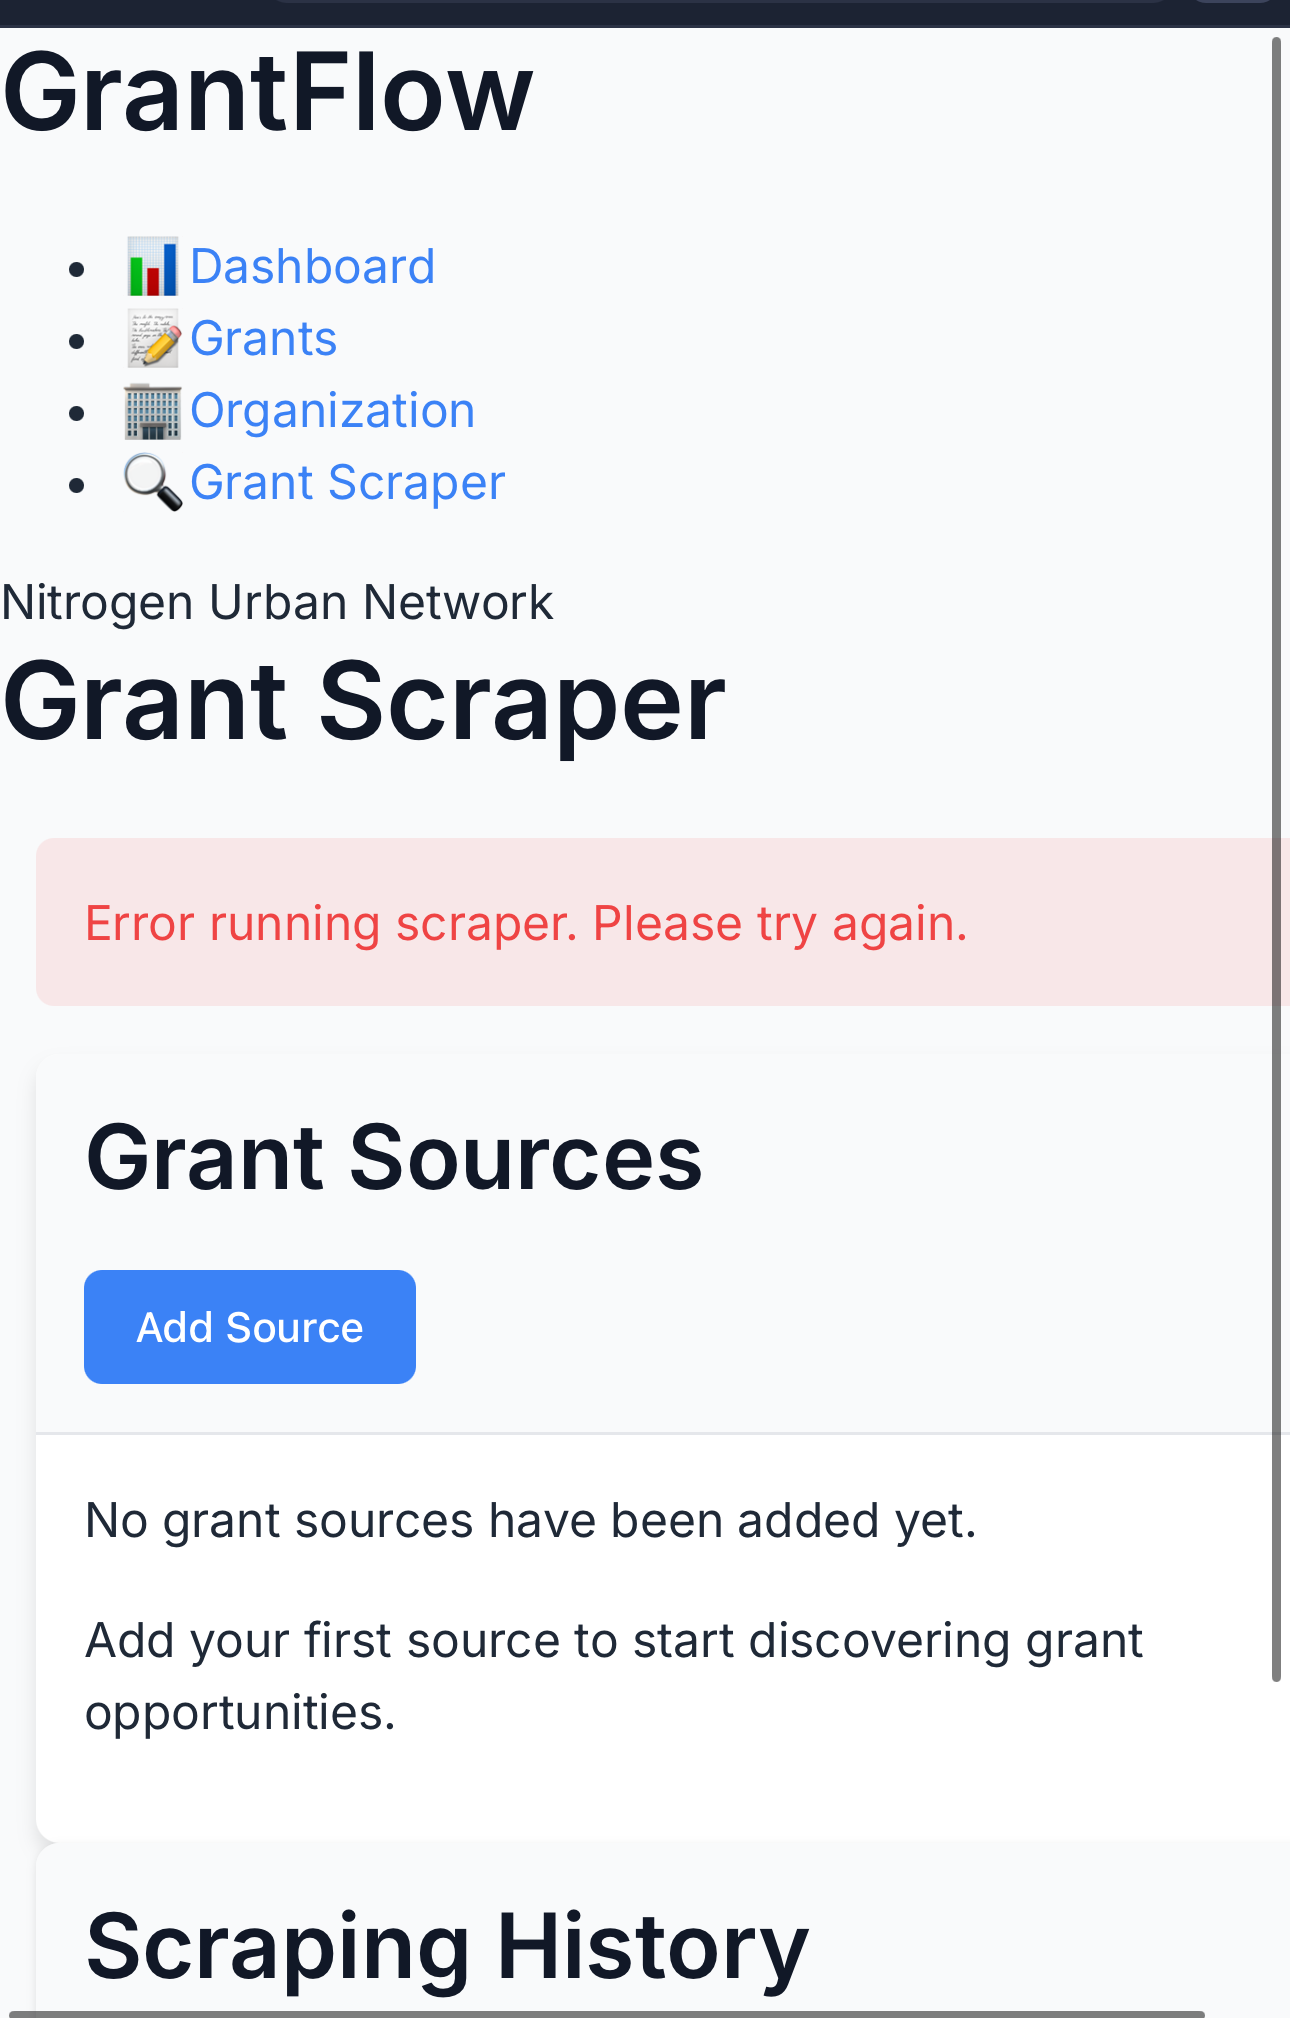 GrantFlow
Dashboard
Grants
Organization
Grant Scraper
Nitrogen Urban Network
Grant Scraper
Error running scraper. Please try again.
Grant Sources
Add Source
No grant sources have been added yet.
Add your first source to start discovering grant
opportunities.
Scraping History